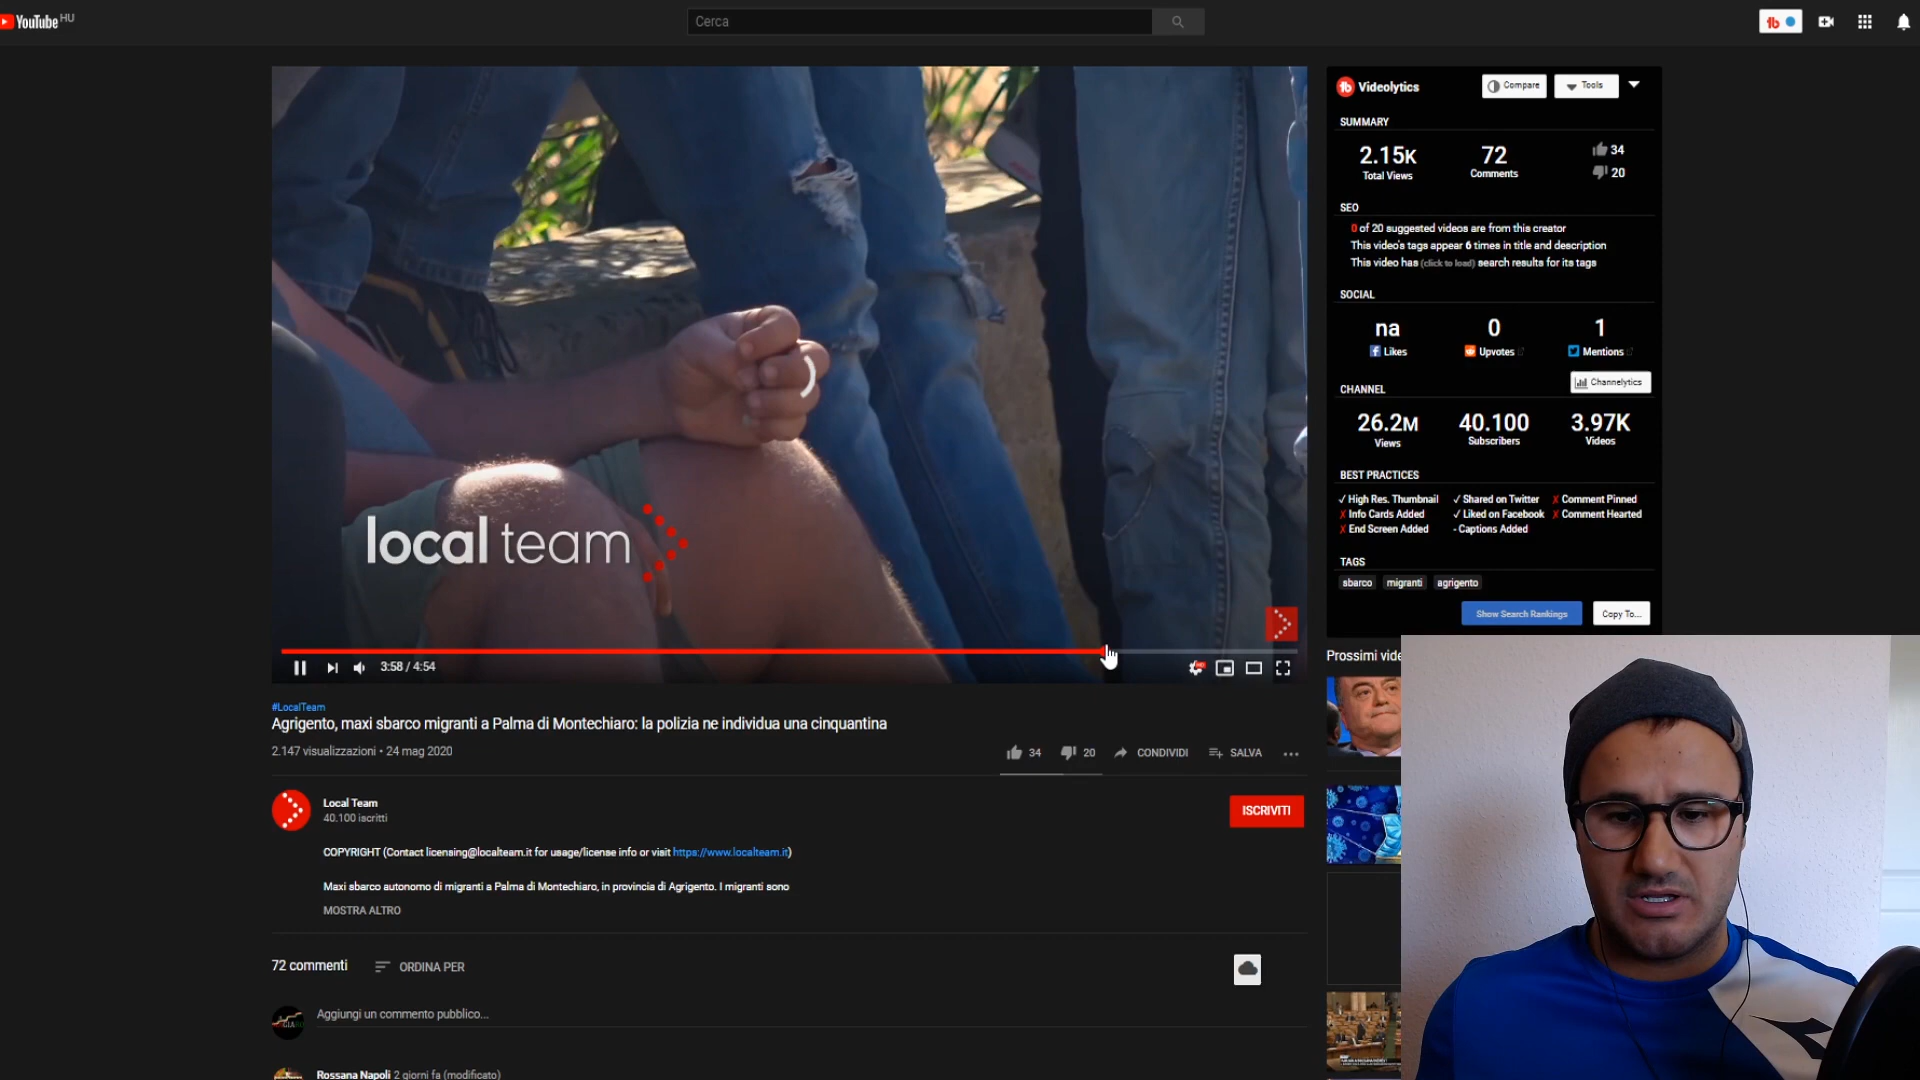 YouTube HU
Cerca
local team
3:58 / 4:54
#LocalTeam
Agrigento, maxi sbarco migranti a Palma di Montechiaro: la polizia ne individua una cinquantina
2.147 visualizzazioni • 24 mag 2020
34
20
CONDIVIDI
SALVA
Local Team
40.100 iscritti
ISCRIVITI
COPYRIGHT (Contact licensing@localteam.it for usage/license info or visit https://www.localteam.it)
Maxi sbarco autonomo di migranti a Palma di Montechiaro, in provincia di Agrigento. I migranti sono
MOSTRA ALTRO
72 commenti
ORDINA PER
Aggiungi un commento pubblico...
Rossana Napoli 2 giorni fa (modificato)
tb Videolytics
Compare
Tools
SUMMARY
2.15K
Total Views
72
Comments
34
20
SEO
0 of 20 suggested videos are from this creator
This video's tags appear 6 times in title and description
This video has (click to load) search results for its tags
SOCIAL
na
Likes
0
Upvotes
1
Mentions
CHANNEL
Channelytics
26.2M
Views
40.100
Subscribers
3.97K
Videos
BEST PRACTICES
✓ High Res. Thumbnail ✓ Shared on Twitter ✗ Comment Pinned
✗ Info Cards Added ✓ Liked on Facebook ✗ Comment Hearted
✗ End Screen Added - Captions Added
TAGS
sbarco migranti agrigento
Show Search Rankings
Copy To...
Prossimi vide